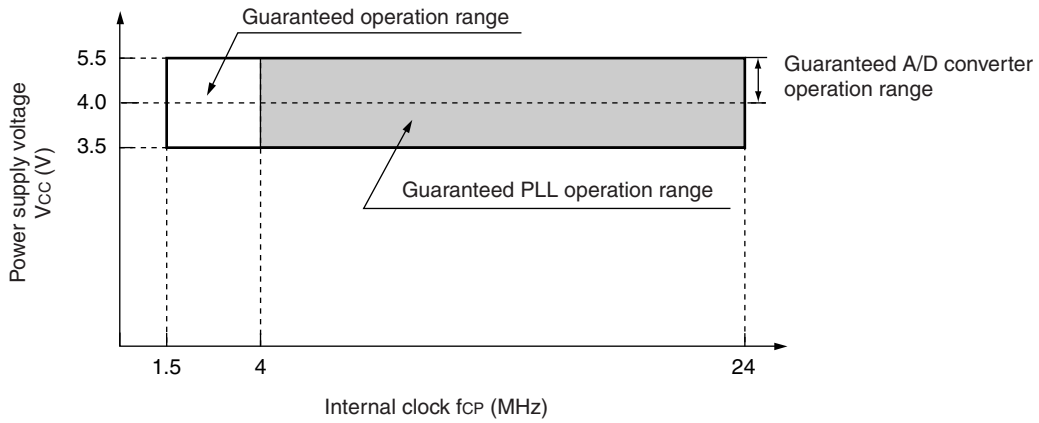 Guaranteed operation range
5.5
4.0
3.5
Power supply voltage
VCC (V)
Guaranteed A/D converter
operation range
Guaranteed PLL operation range
1.5
4
24
Internal clock fCP (MHz)